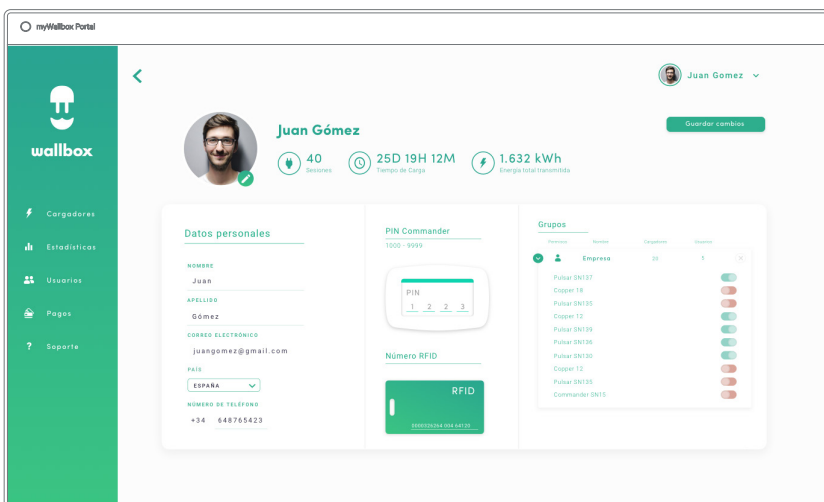 myWallbox Portal
wallbox
Cargadores
Estadísticas
Usuarios
Pagos
? Soporte
Juan Gomez
Guardar cambios
Juan Gómez
40
Sesiones
25D 19H 12M
Tiempo de Carga
1.632 kWh
Energía total transmitida
Datos personales
NOMBRE
Juan
APELLIDO
Gómez
CORREO ELECTRÓNICO
juangomez@gmail.com
PAÍS
ESPAÑA
NÚMERO DE TELÉFONO
+34 648765423
PIN Commander
1000 - 9999
PIN
1 2 2 3
Número RFID
RFID
Grupos
Nombre Cargadores Usuarios
Empresa
Pulsar SN137
Copper 18
Pulsar SN135
Copper 12
Pulsar SN139
Pulsar SN136
Pulsar SN130
Copper 12
Pulsar SN135
Commander SN15